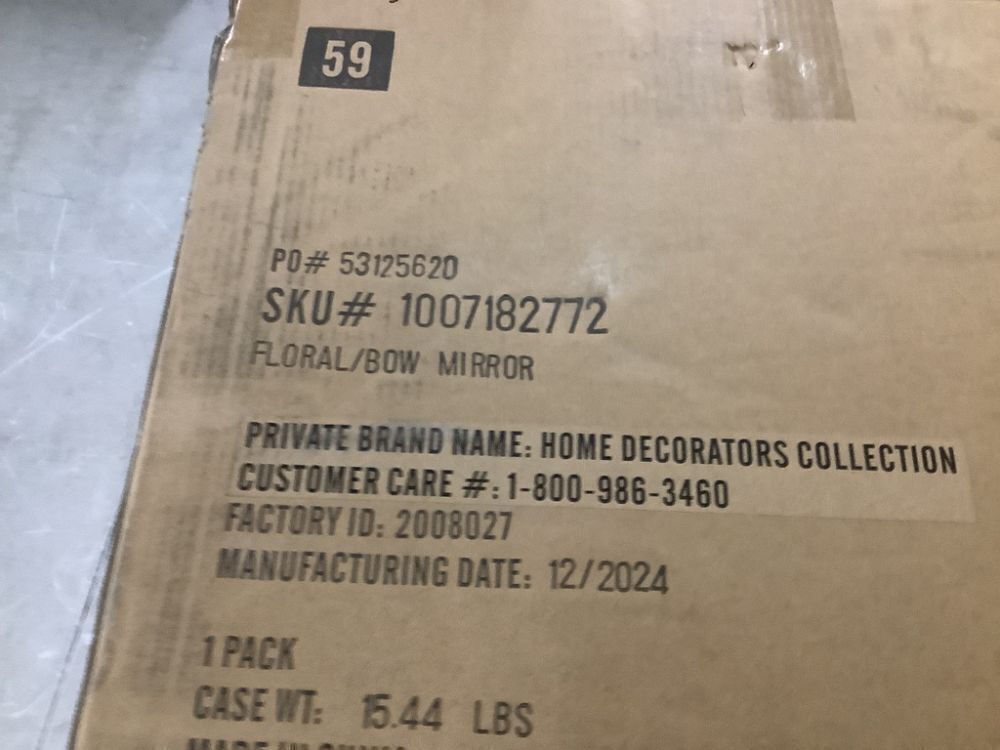 59
PO# 53125620
SKU# 1007182772
FLORAL/BOW MIRROR
PRIVATE BRAND NAME: HOME DECORATORS COLLECTION
CUSTOMER CARE #: 1-800-986-3460
FACTORY ID: 2008027
MANUFACTURING DATE: 12/2024
1 PACK
CASE WT: 15.44 LBS